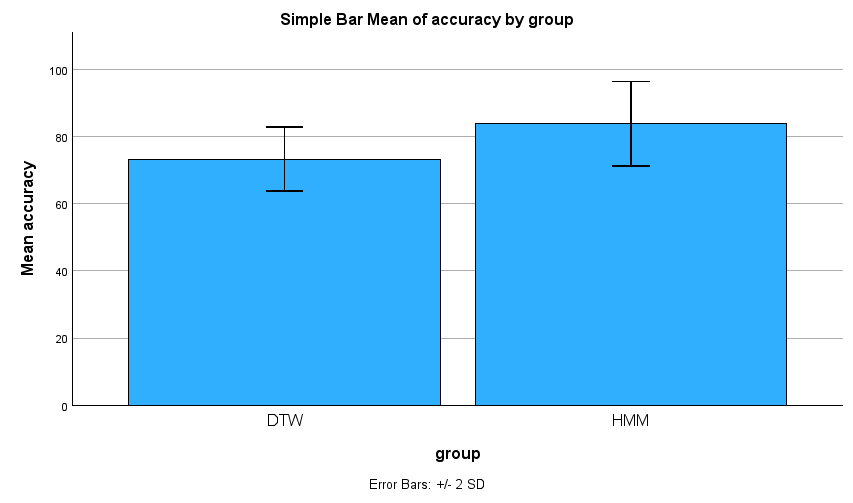 Simple Bar Mean of accuracy by group
Mean accuracy
100
80
60
40
20
0
DTW
HMM
group
Error Bars: +/- 2 SD